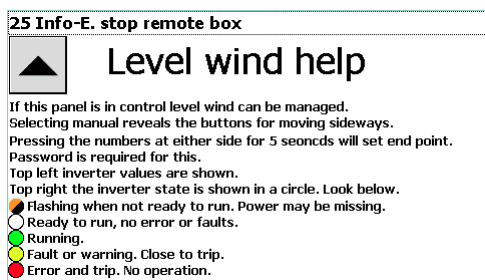 25 Info-E. stop remote box
Level wind help
If this panel is in control level wind can be managed.
Selecting manual reveals the buttons for moving sideways.
Pressing the numbers at either side for 5 seoncds will set end point.
Password is required for this.
Top left inverter values are shown.
Top right the inverter state is shown in a circle. Look below.
Flashing when not ready to run. Power may be missing.
Ready to run, no error or faults.
Running.
Fault or warning. Close to trip.
Error and trip. No operation.